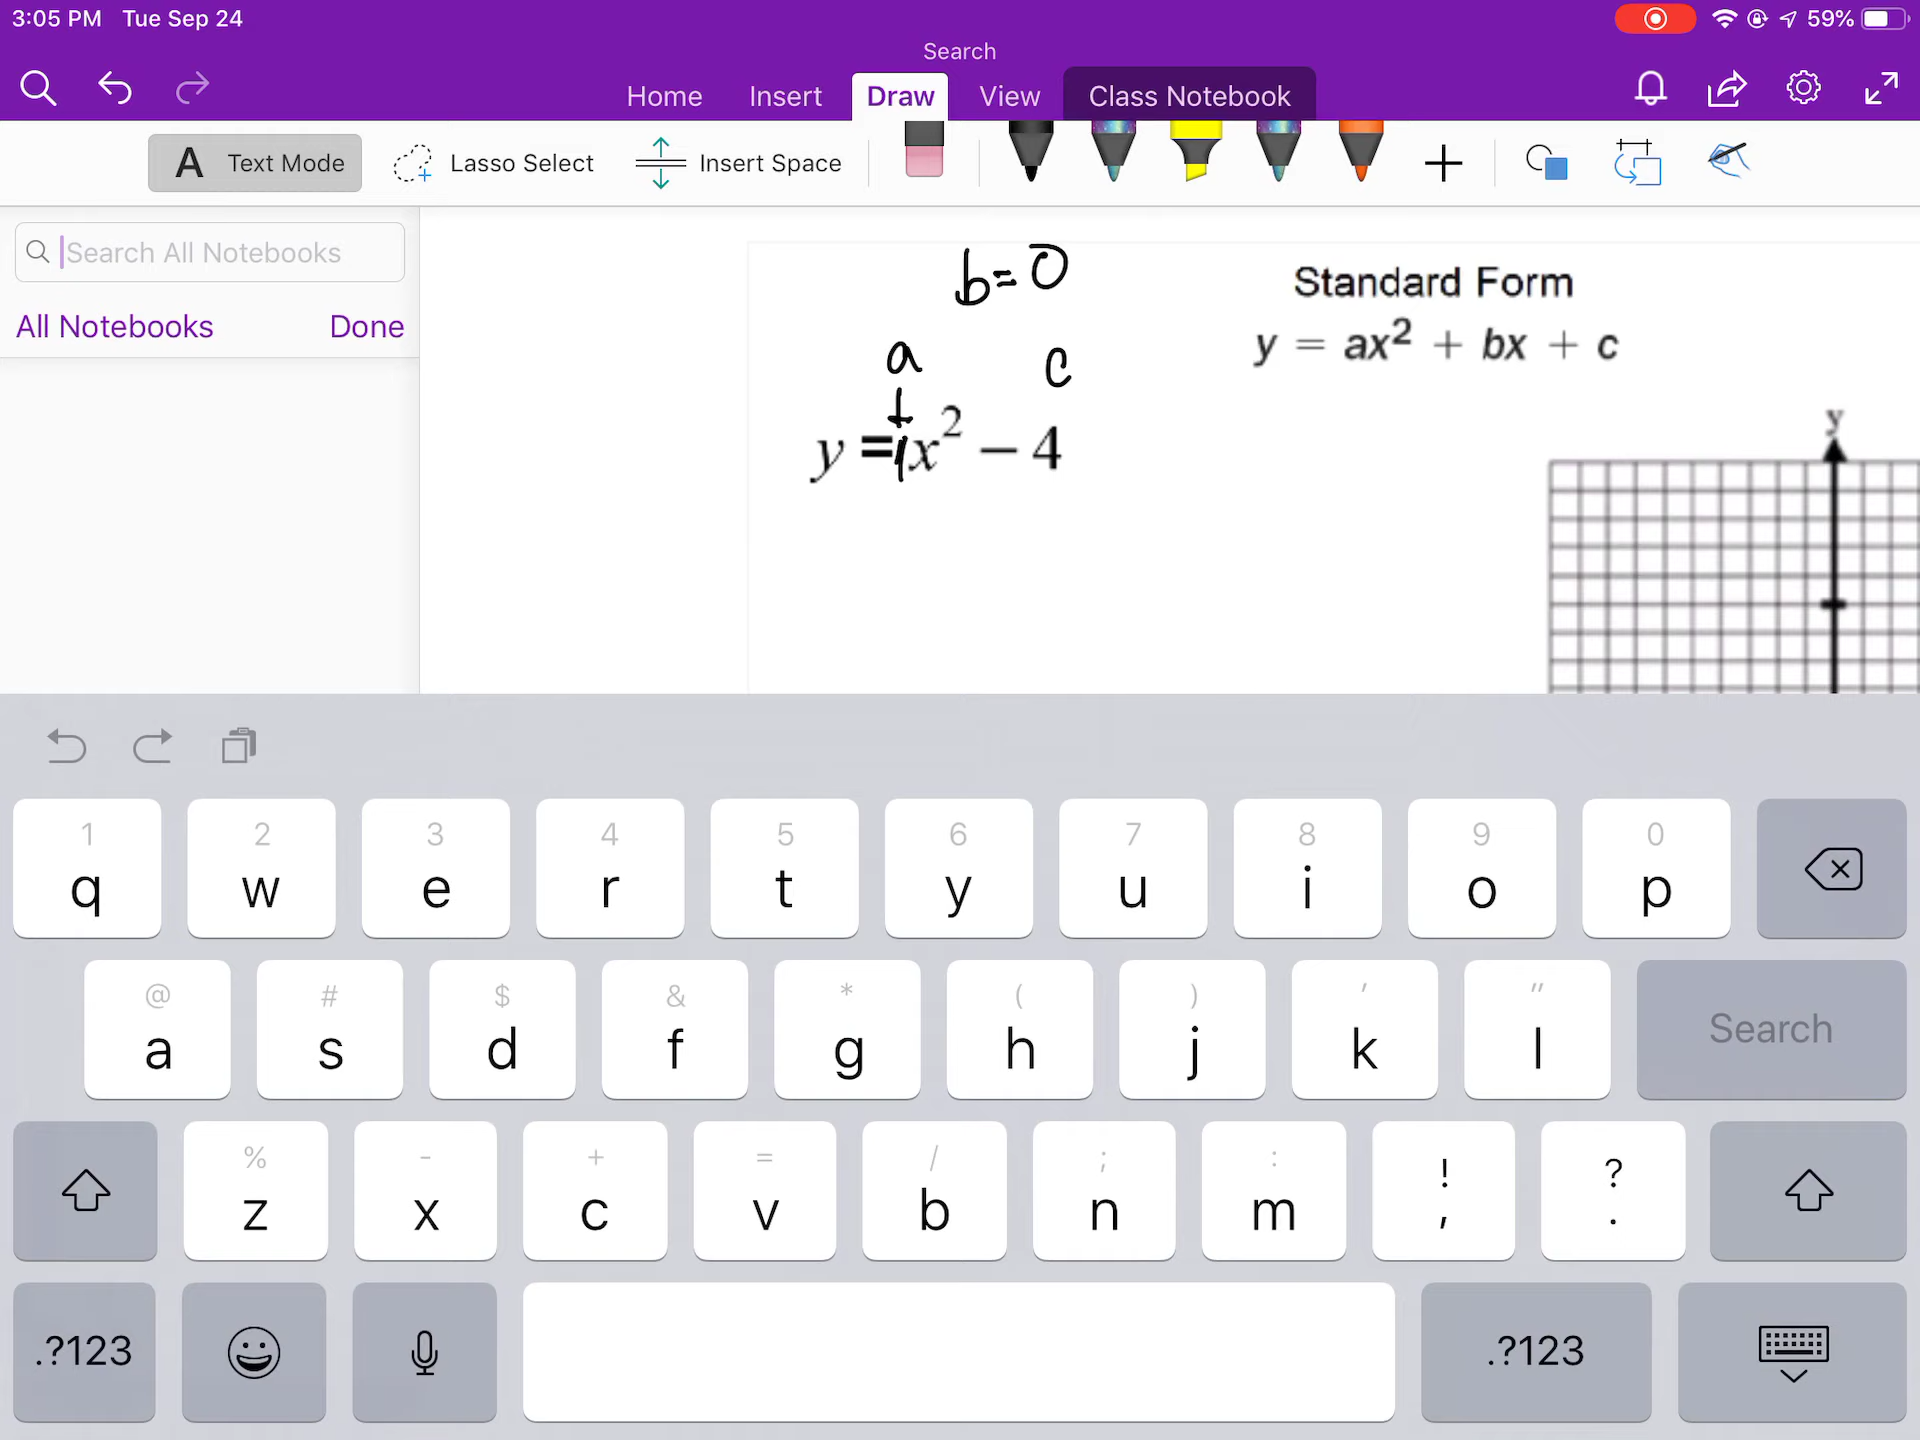 3:05 PM Tue Sep 24 59%
Search
Home Insert Draw View Class Notebook
A Text Mode Lasso Select Insert Space
Search All Notebooks
All Notebooks Done
b=0
Standard Form
y = ax² + bx + c
a c
+
y =1x² − 4
y
1 2 3 4 5 6 7 8 9 0
q w e r t y u i o p
@ # $ & * ( ) ' "
a s d f g h j k l Search
% - + = / ; : ! ?
z x c v b n m , .
.?123 .?123